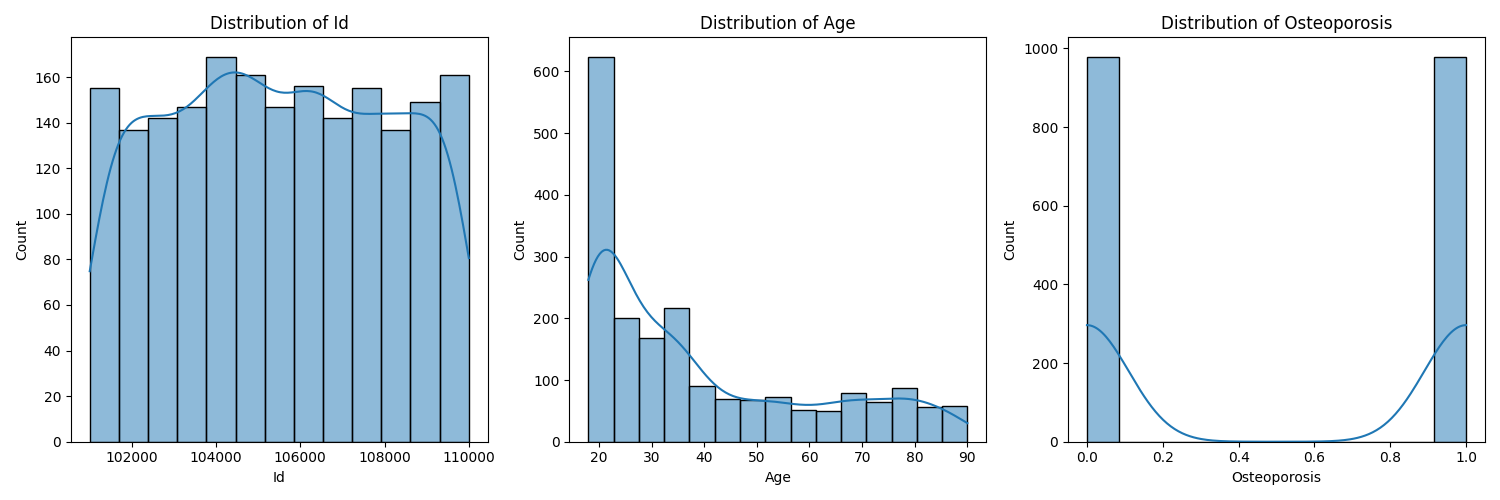 Distribution of Id
160
140
120
100
80
60
40
20
0
Count
102000 104000 106000 108000 110000
Id
Distribution of Age
600
500
400
300
200
100
0
Count
20 30 40 50 60 70 80 90
Age
Distribution of Osteoporosis
1000
800
600
400
200
0
Count
0.0 0.2 0.4 0.6 0.8 1.0
Osteoporosis